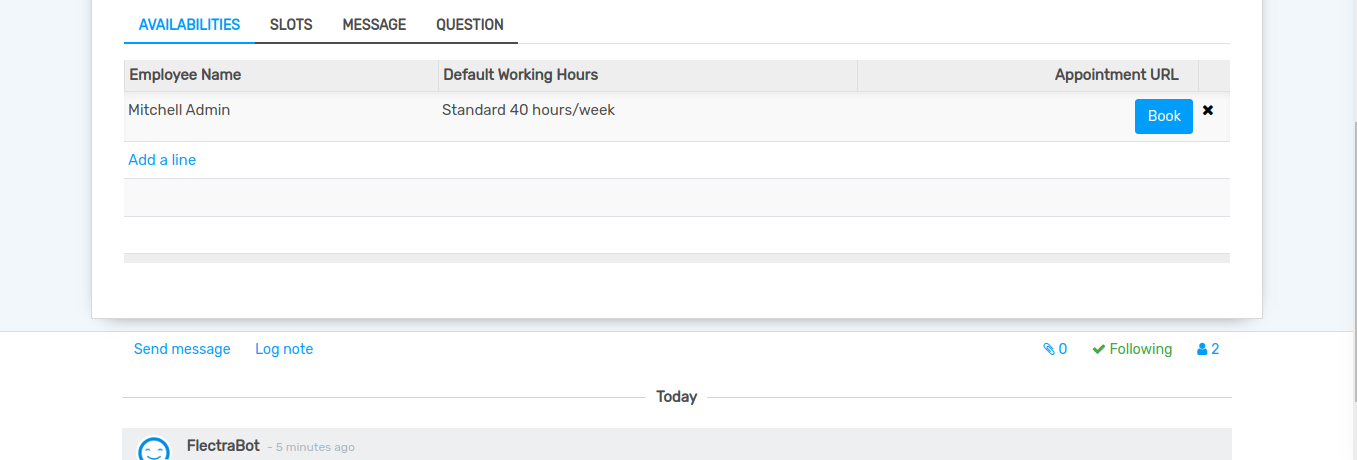 AVAILABILITIES SLOTS MESSAGE QUESTION
Employee Name Default Working Hours Appointment URL
Mitchell Admin Standard 40 hours/week Book
Add a line
Send message Log note 0 Following 2
Today
FlectraBot - 5 minutes ago